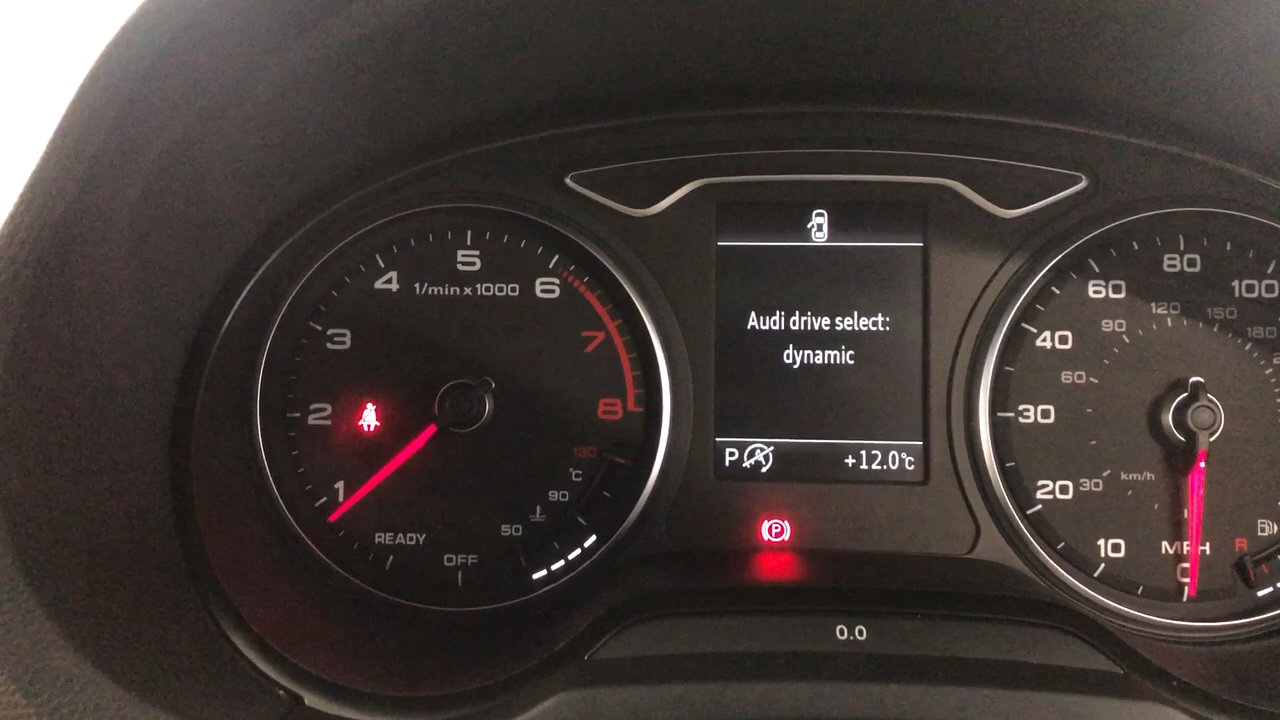 1
2
3
4
5
6
7
8
1/min x 1000
READY
OFF
50
90
130
°C
Audi drive select:
dynamic
P
+12.0°C
P
0.0
0
10
20
30
40
60
80
100
30
60
90
120
150
180
km/h
MPH
R